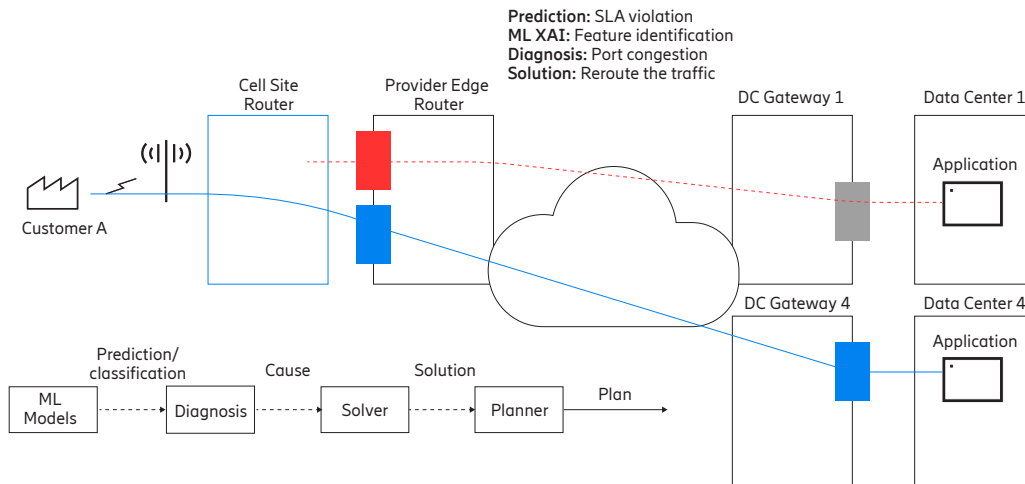 Prediction: SLA violation
ML XAI: Feature identification
Diagnosis: Port congestion
Solution: Reroute the traffic
Cell Site
Router
Provider Edge
Router
DC Gateway 1
Data Center 1
Application
Customer A
DC Gateway 4
Data Center 4
Application
Prediction/
classification
Cause
Solution
Plan
ML
Models
Diagnosis
Solver
Planner